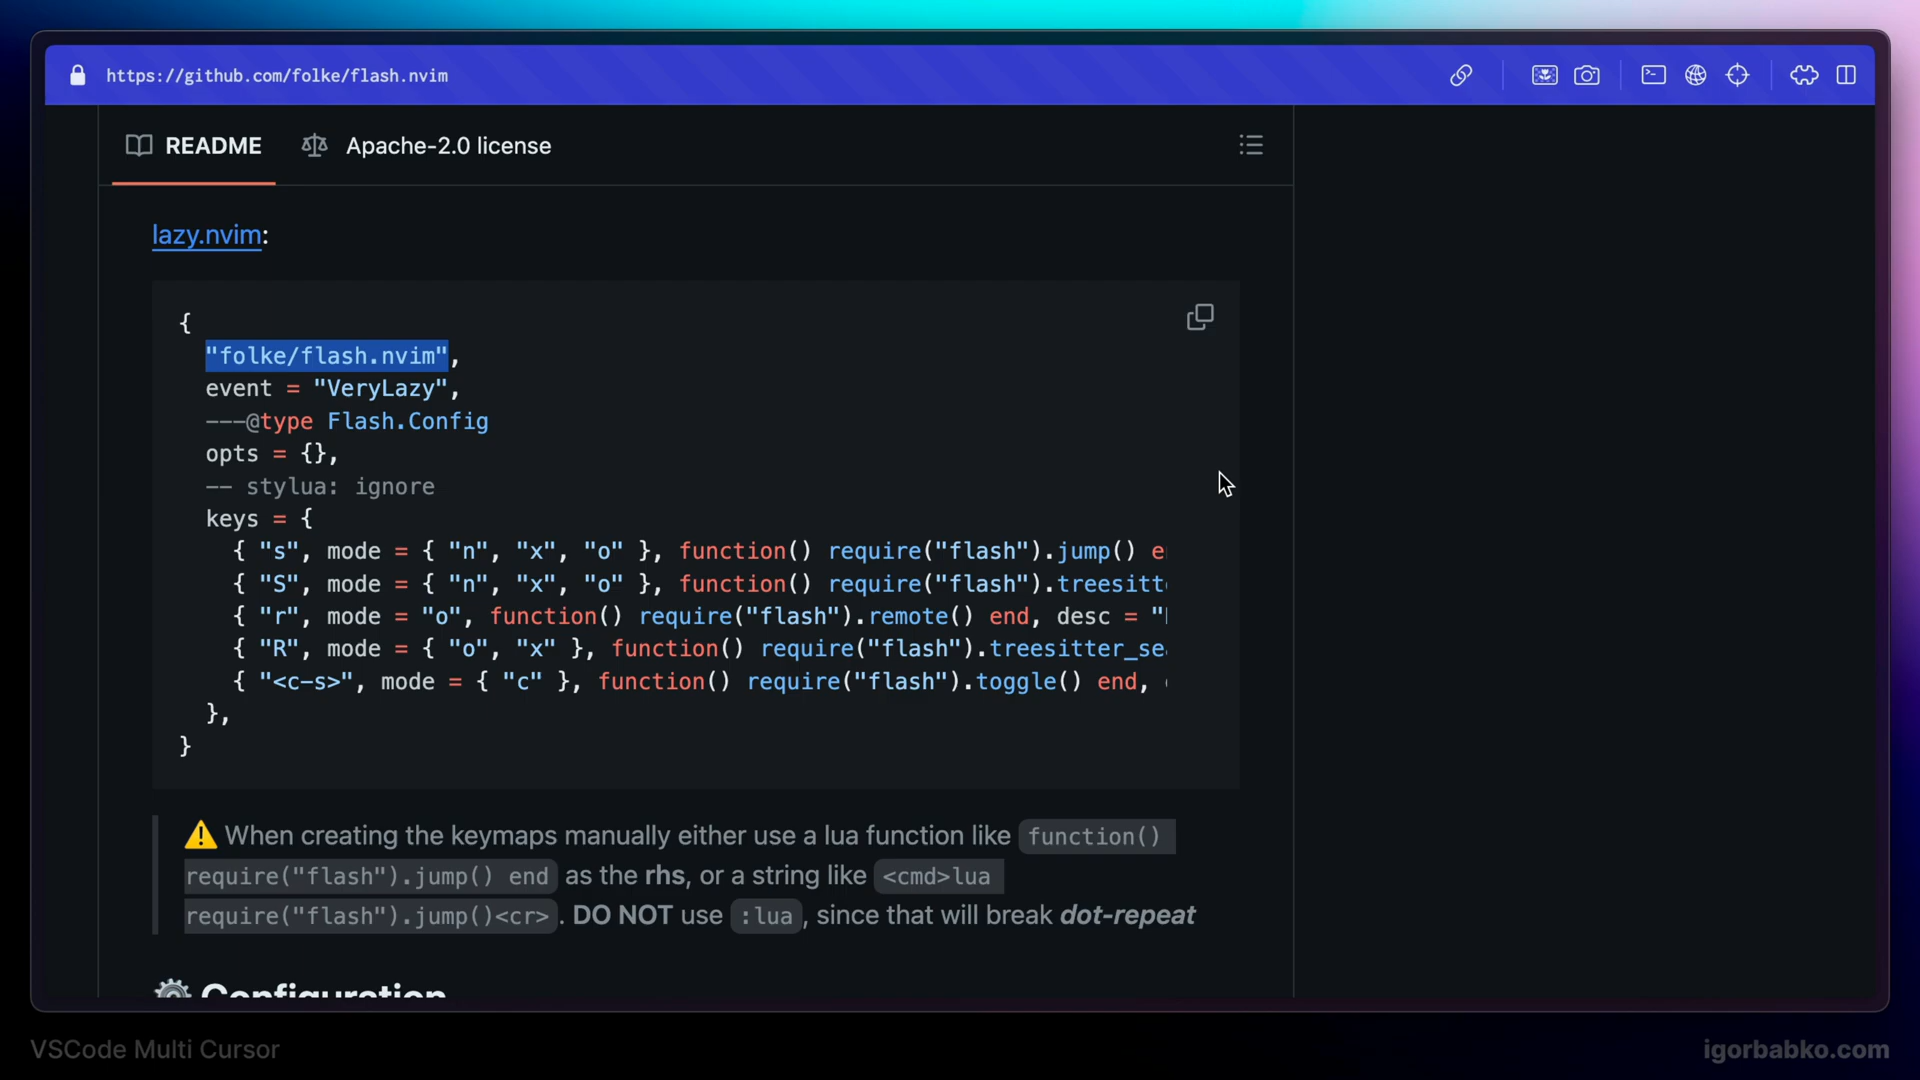 https://github.com/folke/flash.nvim
README
Apache-2.0 license
lazy.nvim:
{
"folke/flash.nvim",
event = "VeryLazy",
---@type Flash.Config
opts = {},
-- stylua: ignore
keys = {
{ "s", mode = { "n", "x", "o" }, function() require("flash").jump() e
{ "S", mode = { "n", "x", "o" }, function() require("flash").treesitt
{ "r", mode = "o", function() require("flash").remote() end, desc = "
{ "R", mode = { "o", "x" }, function() require("flash").treesitter_se
{ "<c-s>", mode = { "c" }, function() require("flash").toggle() end,
},
}
⚠️ When creating the keymaps manually either use a lua function like function()
require("flash").jump() end as the rhs, or a string like <cmd>lua
require("flash").jump()<cr>. DO NOT use :lua, since that will break dot-repeat
⚙️ Configuration
VSCode Multi Cursor
igorbabko.com